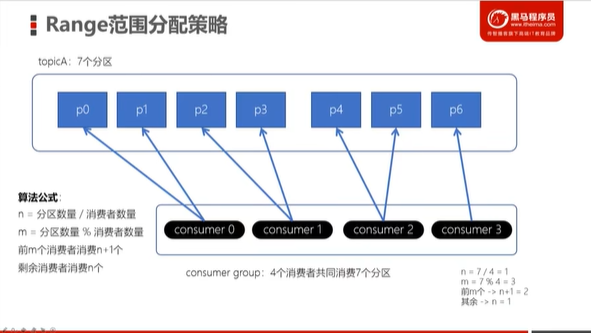 Range范围分配策略
黑马程序员
www.itheima.com
传智播客旗下高端IT教育品牌
topicA：7个分区
p0
p1
p2
p3
p4
p5
p6
算法公式：
n = 分区数量 / 消费者数量
m = 分区数量 % 消费者数量
前m个消费者消费n+1个
剩余消费者消费n个
consumer 0
consumer 1
consumer 2
consumer 3
consumer group：4个消费者共同消费7个分区
n = 7 / 4 = 1
m = 7 % 4 = 3
前m个 -> n+1 = 2
其余 -> n = 1